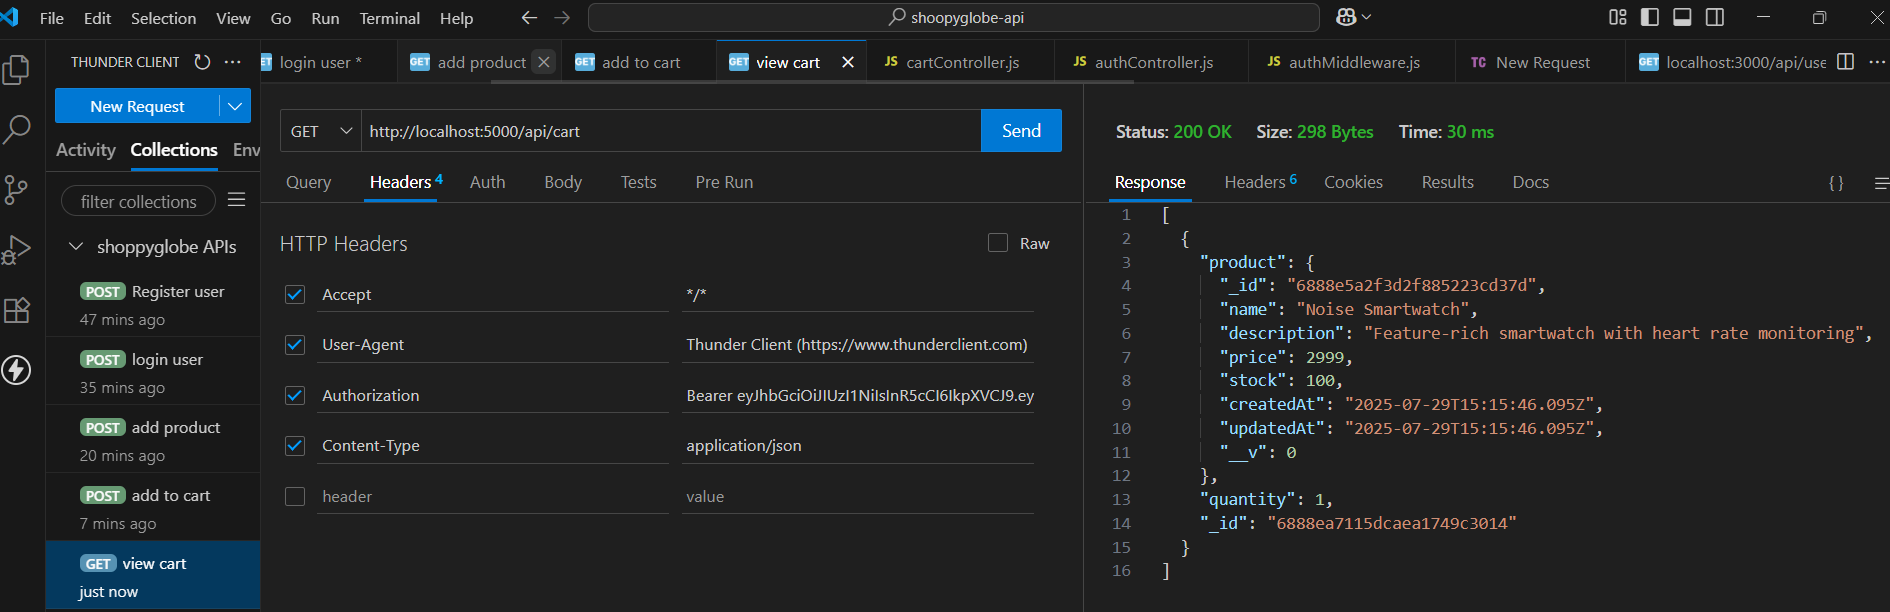 File Edit Selection View Go Run Terminal Help
shoopyglobe-api
THUNDER CLIENT
New Request
Activity Collections Env
filter collections
shoppyglobe APIs
POST Register user
47 mins ago
POST login user
35 mins ago
POST add product
20 mins ago
POST add to cart
7 mins ago
GET view cart
just now
GET login user *
GET add product
GET add to cart
GET view cart
JS cartController.js
JS authController.js
JS authMiddleware.js
TC New Request
GET localhost:3000/api/use
GET http://localhost:5000/api/cart Send
Query Headers 4 Auth Body Tests Pre Run
HTTP Headers Raw
Accept */*
User-Agent Thunder Client (https://www.thunderclient.com)
Authorization Bearer eyJhbGciOiJIUzI1NiIsInR5cCI6IkpXVCJ9.ey
Content-Type application/json
header value
Status: 200 OK Size: 298 Bytes Time: 30 ms
Response Headers 6 Cookies Results Docs { }
1 [
2 {
3 "product": {
4 "_id": "6888e5a2f3d2f885223cd37d",
5 "name": "Noise Smartwatch",
6 "description": "Feature-rich smartwatch with heart rate monitoring",
7 "price": 2999,
8 "stock": 100,
9 "createdAt": "2025-07-29T15:15:46.095Z",
10 "updatedAt": "2025-07-29T15:15:46.095Z",
11 "__v": 0
12 },
13 "quantity": 1,
14 "_id": "6888ea7115dcaea1749c3014"
15 }
16 ]